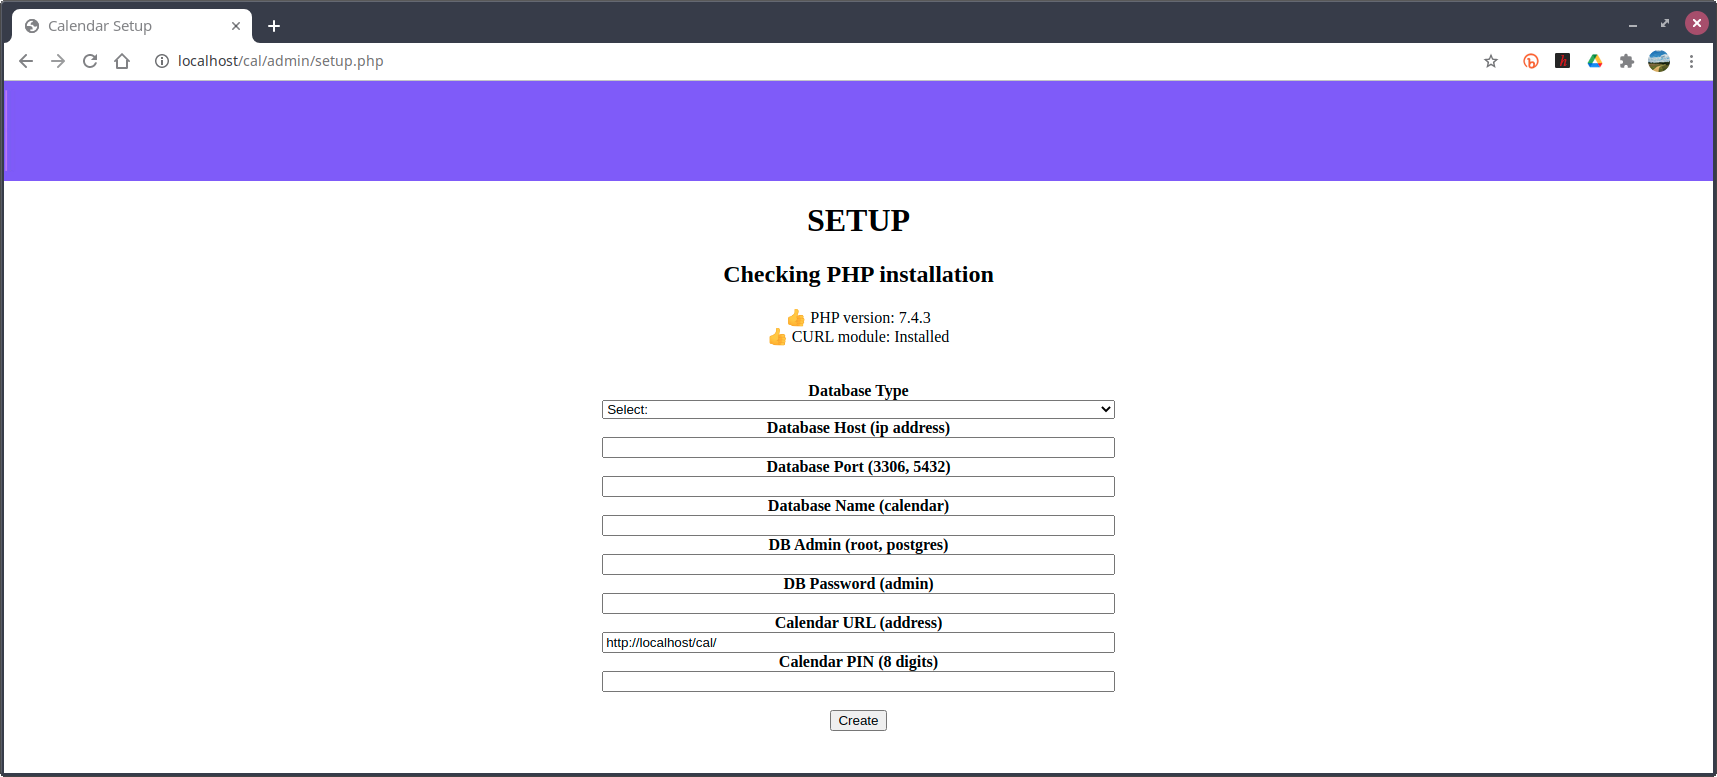 Calendar Setup
localhost/cal/admin/setup.php
SETUP
Checking PHP installation
👍 PHP version: 7.4.3
👍 CURL module: Installed
Database Type
Select:
Database Host (ip address)
Database Port (3306, 5432)
Database Name (calendar)
DB Admin (root, postgres)
DB Password (admin)
Calendar URL (address)
http://localhost/cal/
Calendar PIN (8 digits)
Create